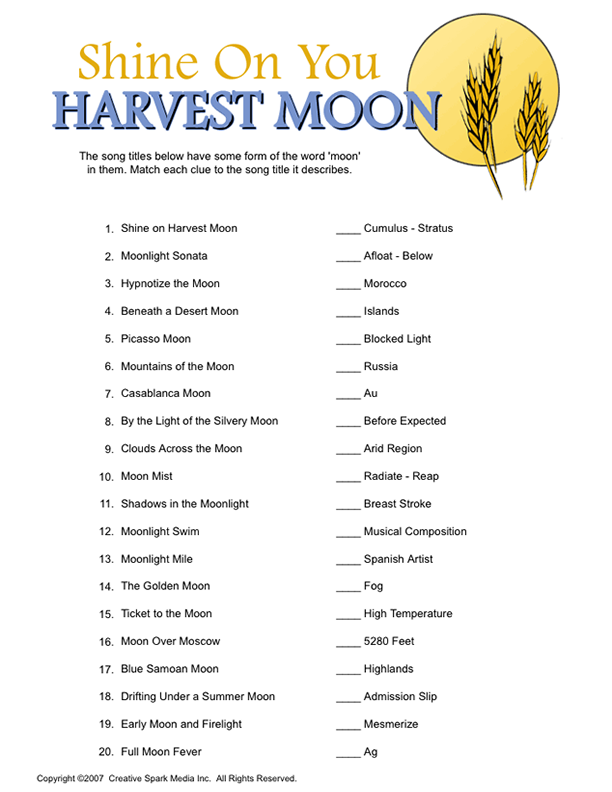 Shine On You
HARVEST MOON
The song titles below have some form of the word 'moon'
in them. Match each clue to the song title it describes.
1. Shine on Harvest Moon ____ Cumulus - Stratus
2. Moonlight Sonata ____ Afloat - Below
3. Hypnotize the Moon ____ Morocco
4. Beneath a Desert Moon ____ Islands
5. Picasso Moon ____ Blocked Light
6. Mountains of the Moon ____ Russia
7. Casablanca Moon ____ Au
8. By the Light of the Silvery Moon ____ Before Expected
9. Clouds Across the Moon ____ Arid Region
10. Moon Mist ____ Radiate - Reap
11. Shadows in the Moonlight ____ Breast Stroke
12. Moonlight Swim ____ Musical Composition
13. Moonlight Mile ____ Spanish Artist
14. The Golden Moon ____ Fog
15. Ticket to the Moon ____ High Temperature
16. Moon Over Moscow ____ 5280 Feet
17. Blue Samoan Moon ____ Highlands
18. Drifting Under a Summer Moon ____ Admission Slip
19. Early Moon and Firelight ____ Mesmerize
20. Full Moon Fever ____ Ag
Copyright ©2007 Creative Spark Media Inc. All Rights Reserved.